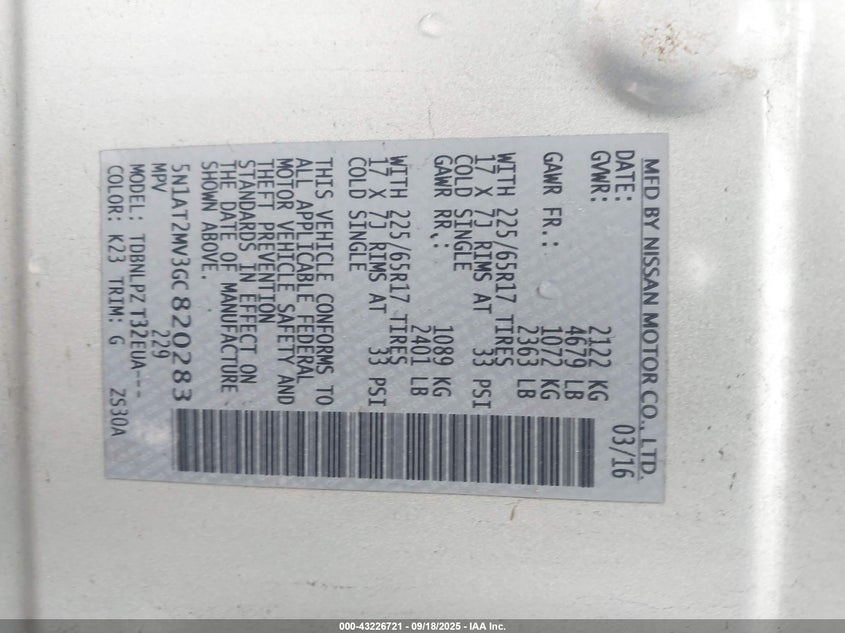 MFD BY NISSAN MOTOR CO., LTD.
DATE: 03/16
GVWR: 2122 KG
4679 LB
GAWR FR.: 1072 KG
2363 LB
WITH 225/65R17 TIRES
17 X 7J RIMS AT 33 PSI
COLD SINGLE
GAWR RR.: 1089 KG
2401 LB
WITH 225/65R17 TIRES
17 X 7J RIMS AT 33 PSI
COLD SINGLE
THIS VEHICLE CONFORMS TO
ALL APPLICABLE FEDERAL
MOTOR VEHICLE SAFETY AND
THEFT PREVENTION
STANDARDS IN EFFECT ON
THE DATE OF MANUFACTURE
SHOWN ABOVE.
5N1AT2MV3GC820283
MPV 229
MODEL: TDBNLPZ T32EUA---
COLOR: K23 TRIM: G ZS30A
000-43226721 - 09/18/2025 - IAA Inc.